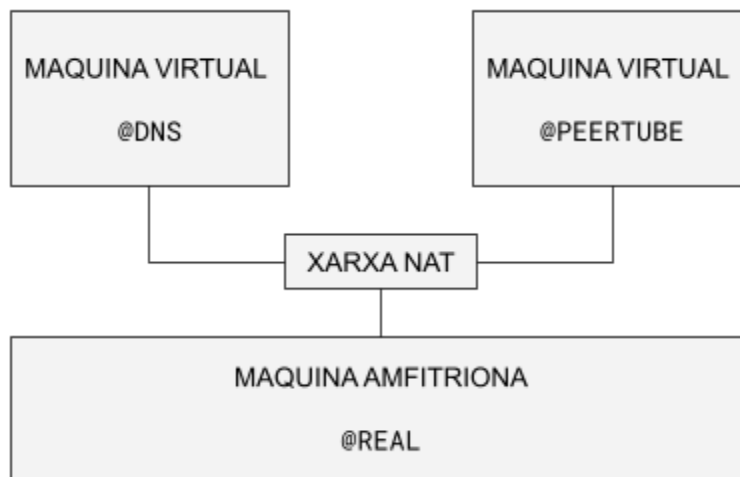 MAQUINA VIRTUAL
@DNS
MAQUINA VIRTUAL
@PEERTUBE
XARXA NAT
MAQUINA AMFITRIONA
@REAL